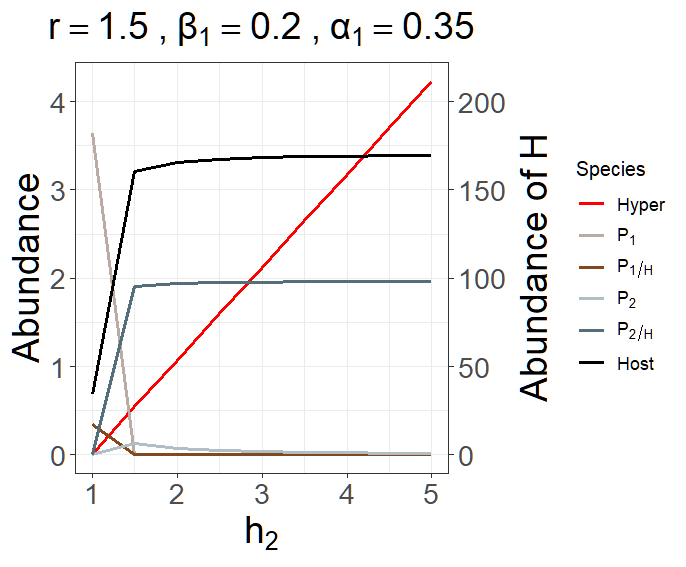 r = 1.5 , β₁ = 0.2 , α₁ = 0.35
Abundance
4
3
2
1
0
200
150
100
50
0
Abundance of H
1 2 3 4 5
h₂
Species
Hyper
P₁
P₁/H
P₂
P₂/H
Host